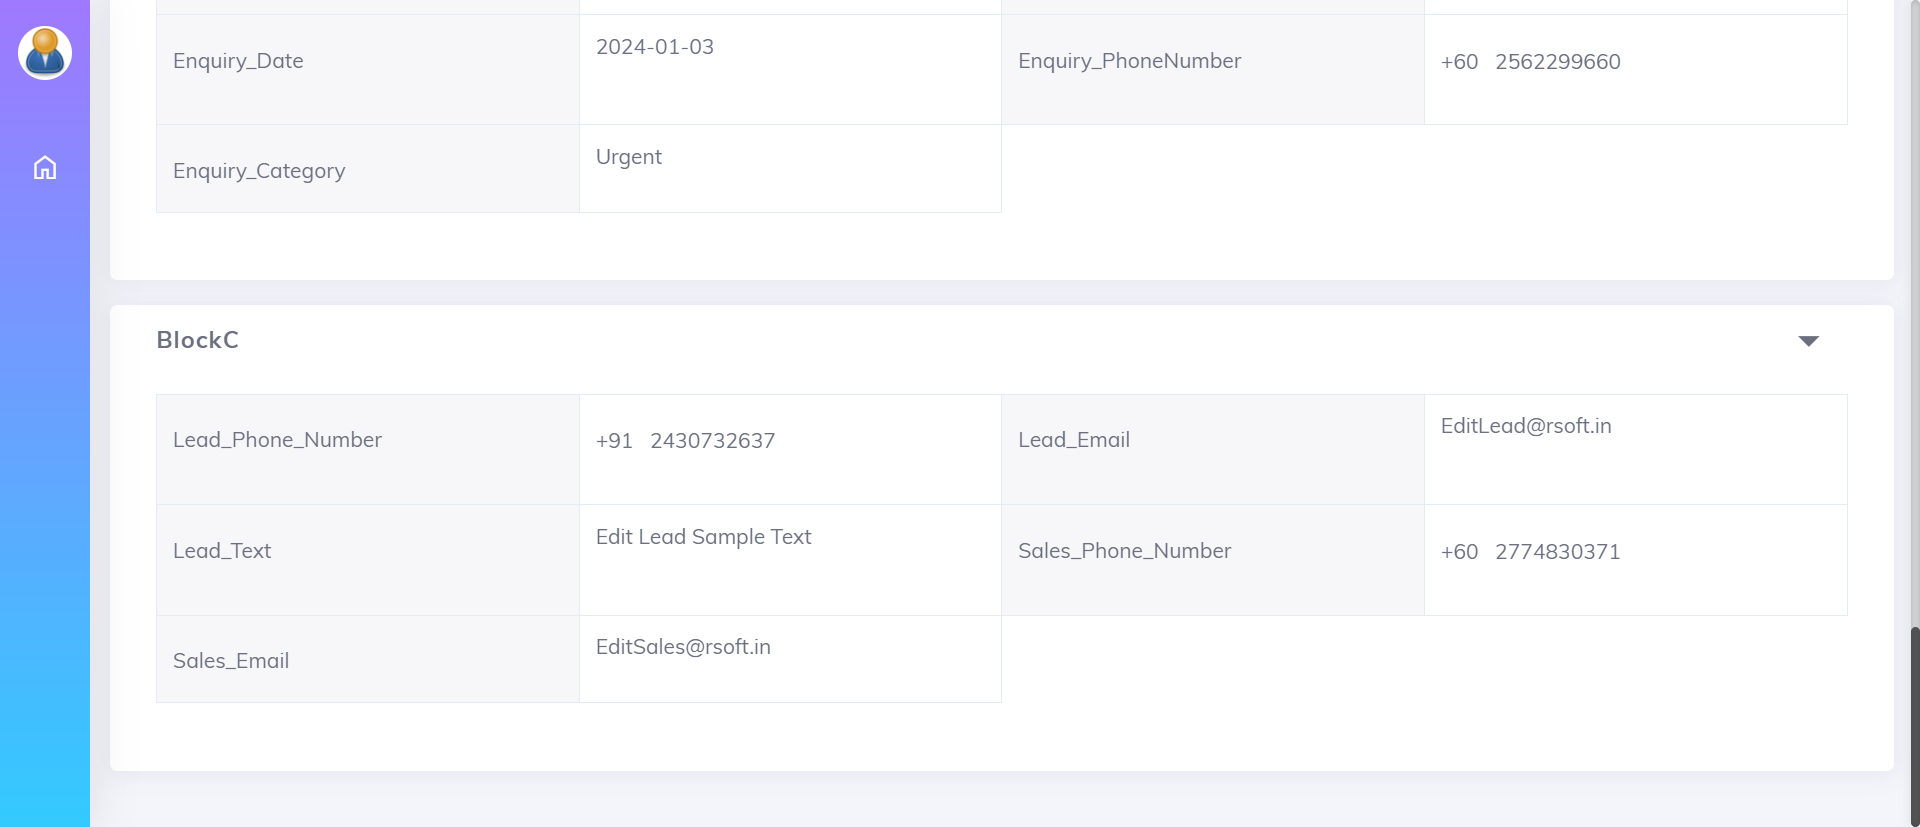 Enquiry_Date 2024-01-03 Enquiry_PhoneNumber +60 2562299660
Enquiry_Category Urgent
BlockC
Lead_Phone_Number +91 2430732637 Lead_Email EditLead@rsoft.in
Lead_Text Edit Lead Sample Text Sales_Phone_Number +60 2774830371
Sales_Email EditSales@rsoft.in